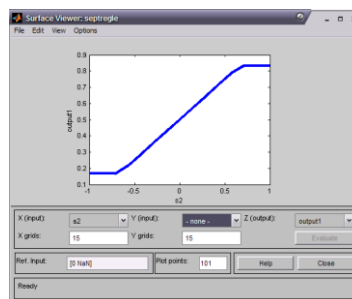 Surface Viewer: septregle
File Edit View Options
0.9
0.8
0.7
0.6
0.5
0.4
0.3
0.2
0.1
output1
-1 -0.5 0 0.5 1
s2
X (input): s2 Y (input): - none - Z (output): output1
X grids: 15 Y grids: 15 Evaluate
Ref. Input: [0 NaN] Plot points: 101 Help Close
Ready